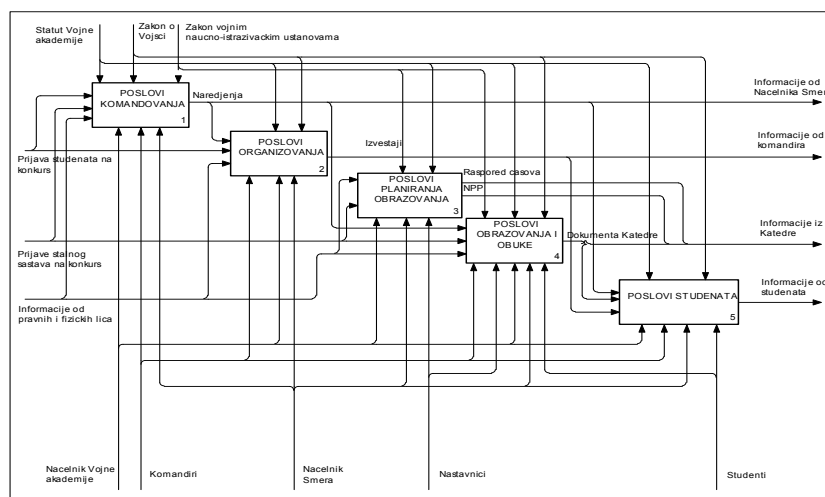 Statut Vojne
akademije
Zakon o
Vojsci
Zakon vojnim
naucno-istrazivackim ustanovama
POSLOVI
KOMANDOVANJA
1
Naredjenja
Informacije od
Nacelnika Smera
Prijava studenata na
konkurs
POSLOVI
ORGANIZOVANJA
2
Izvestaji
Informacije od
komandira
POSLOVI
PLANIRANJA
OBRAZOVANJA
3
Raspored casova
NPP
Prijave stalnog
sastava na konkurs
POSLOVI
OBRAZOVANJA I
OBUKE
4
Dokumenta Katedre
Informacije iz
Katedre
Informacije od
pravnih i fizickih lica
POSLOVI STUDENATA
5
Informacije od
studenata
Nacelnik Vojne
akademije
Komandiri
Nacelnik
Smera
Nastavnici
Studenti